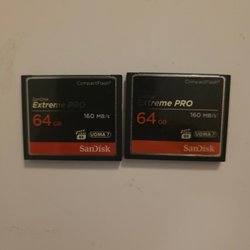 CompactFlash
SanDisk
Extreme PRO
160 MB/s
64 GB
UDMA 7
SanDisk
CompactFlash
Extreme PRO
160 MB/s
64 GB
UDMA 7
SanDisk